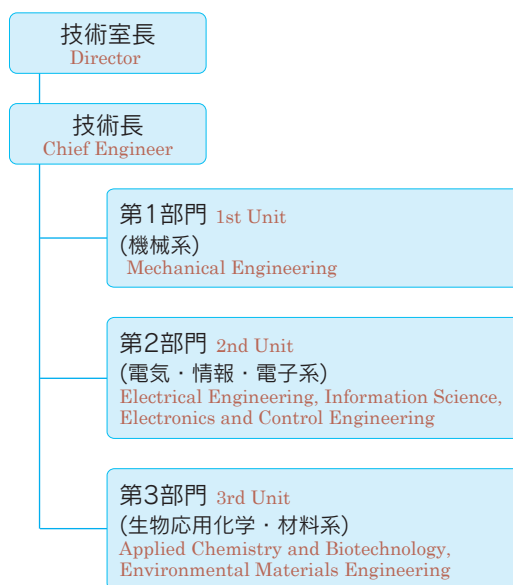 技術室長
Director
技術長
Chief Engineer
第1部門 1st Unit
(機械系)
Mechanical Engineering
第2部門 2nd Unit
(電気・情報・電子系)
Electrical Engineering, Information Science,
Electronics and Control Engineering
第3部門 3rd Unit
(生物応用化学・材料系)
Applied Chemistry and Biotechnology,
Environmental Materials Engineering